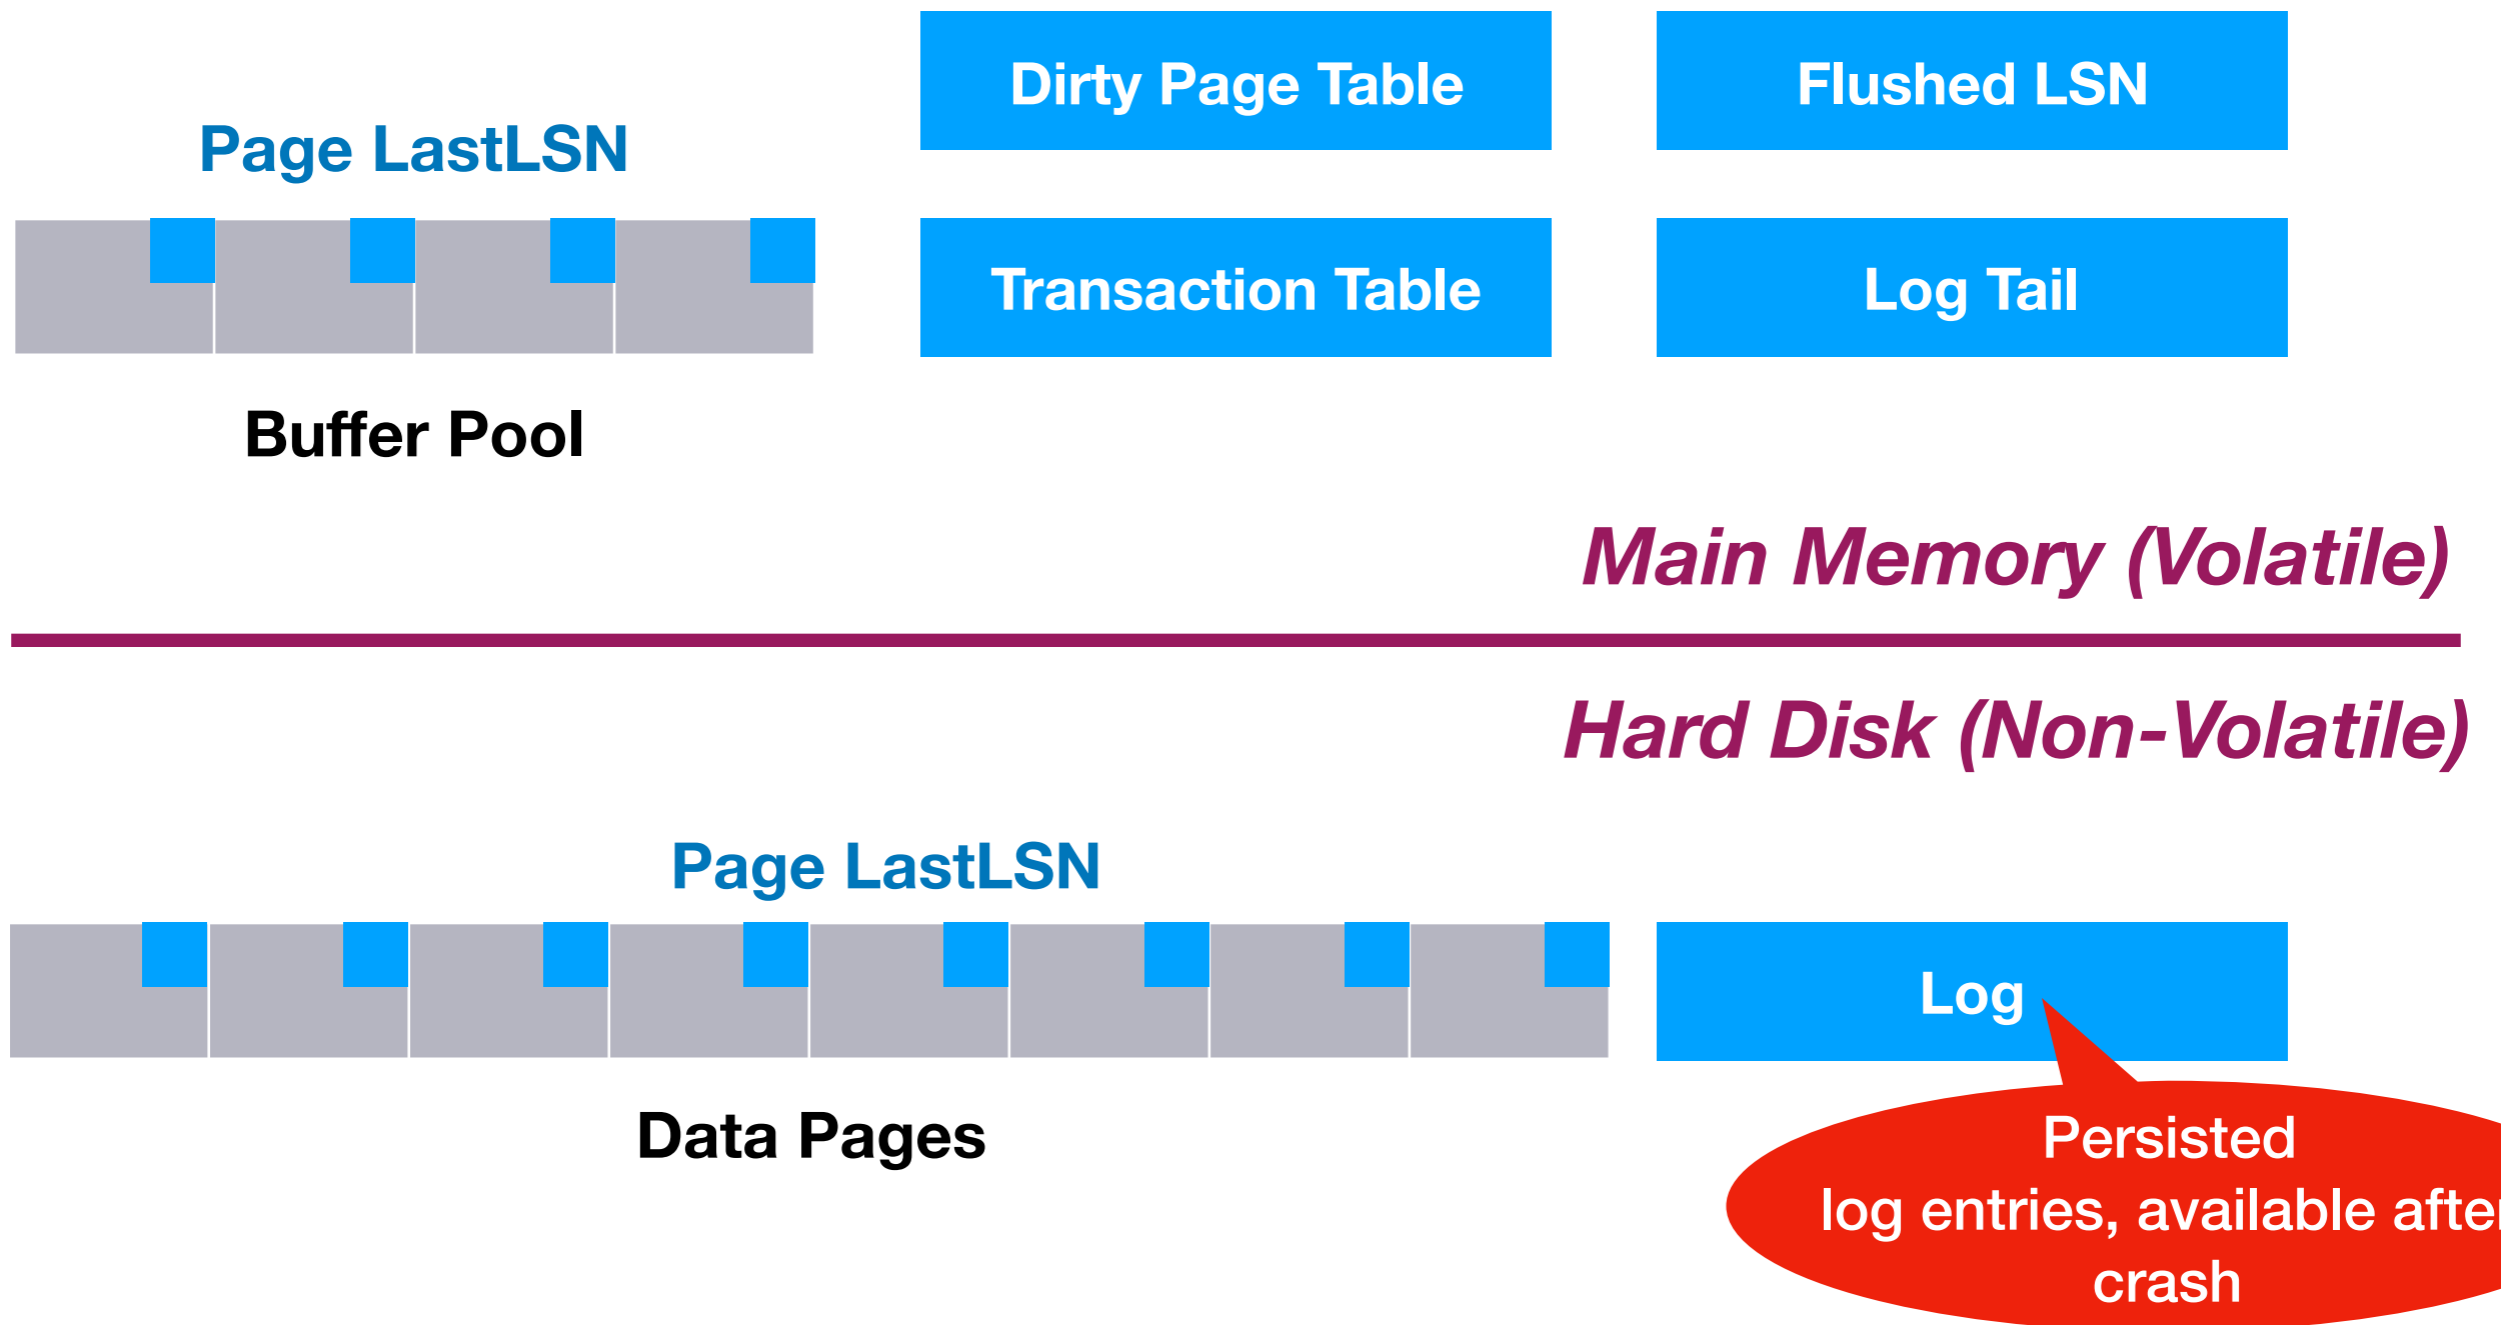 Dirty Page Table
Flushed LSN
Page LastLSN
Transaction Table
Log Tail
Buffer Pool
Main Memory (Volatile)
Hard Disk (Non-Volatile)
Page LastLSN
Log
Data Pages
Persisted
log entries, available after
crash